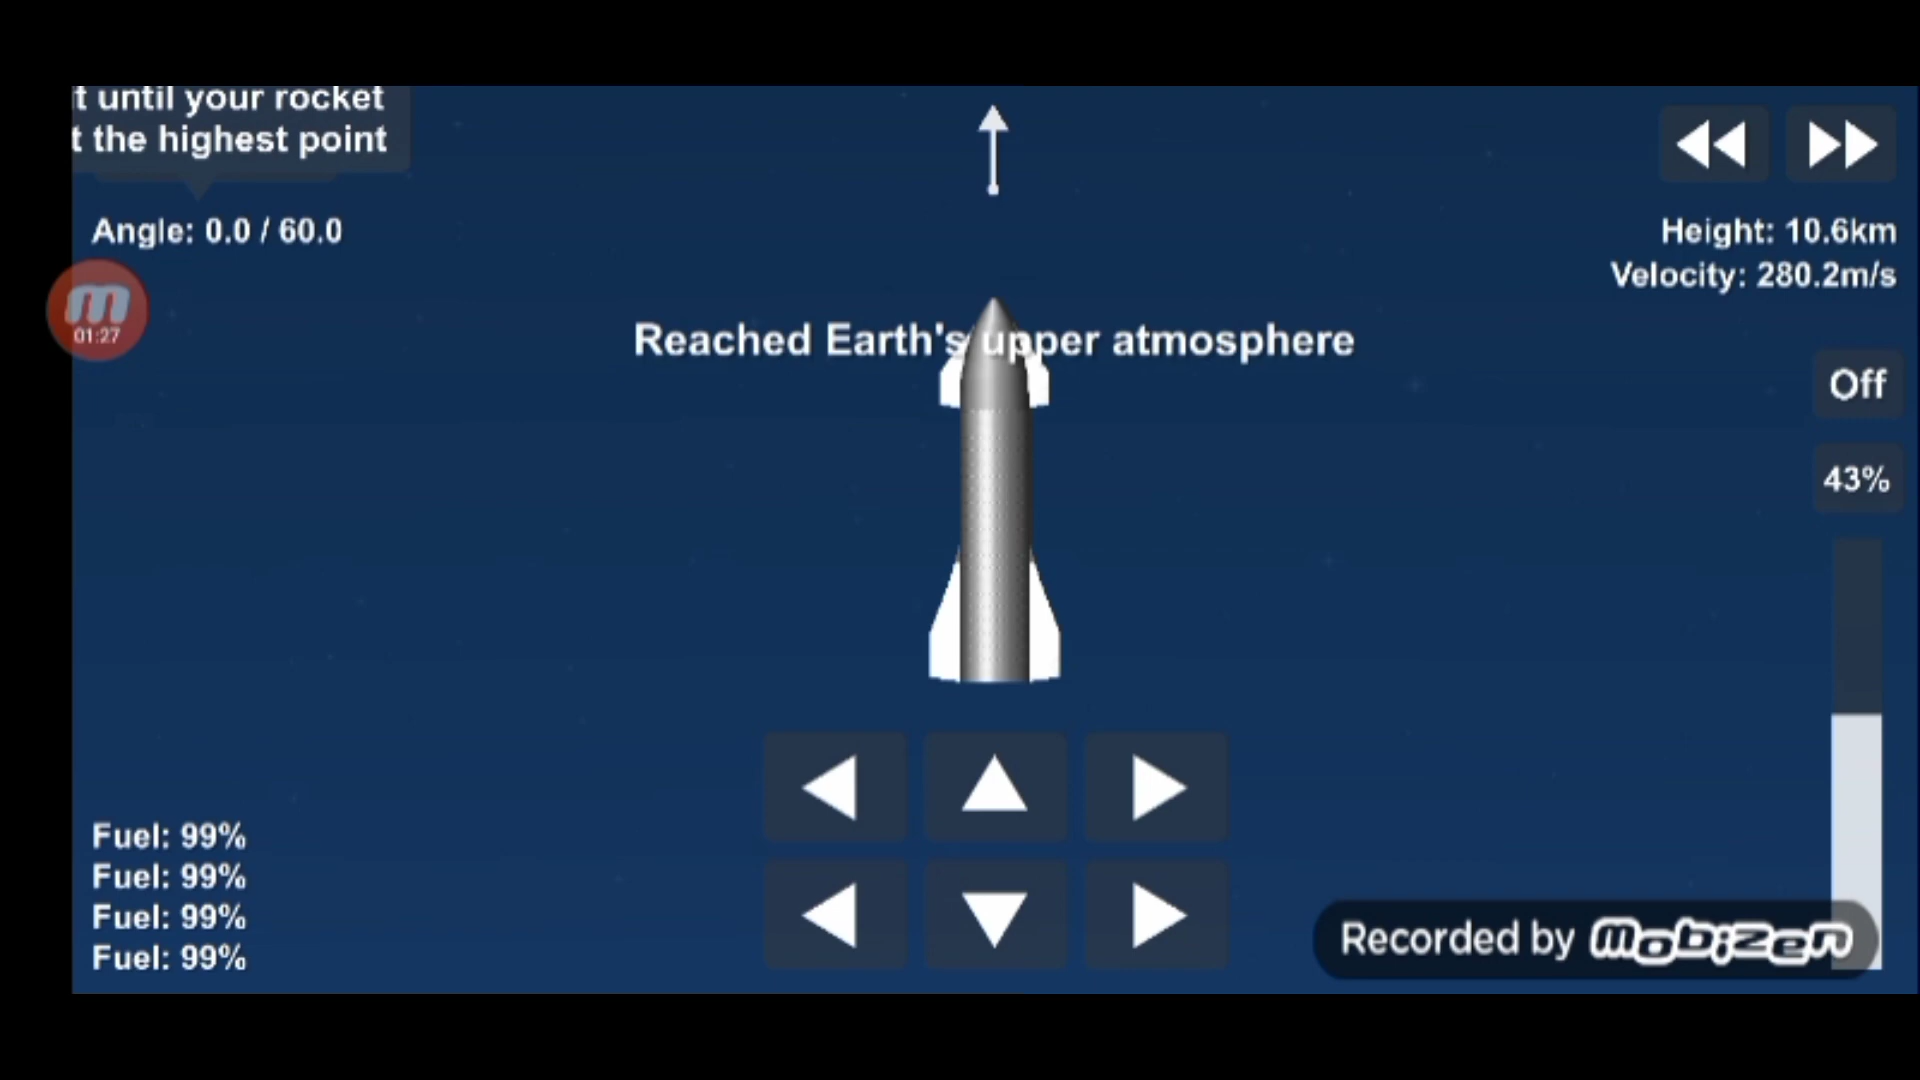 t until your rocket
t the highest point
Angle: 0.0 / 60.0
01:27
Height: 10.6km
Velocity: 280.2m/s
Reached Earth's upper atmosphere
Off
43%
Fuel: 99%
Fuel: 99%
Fuel: 99%
Fuel: 99%
Recorded by Mobizen